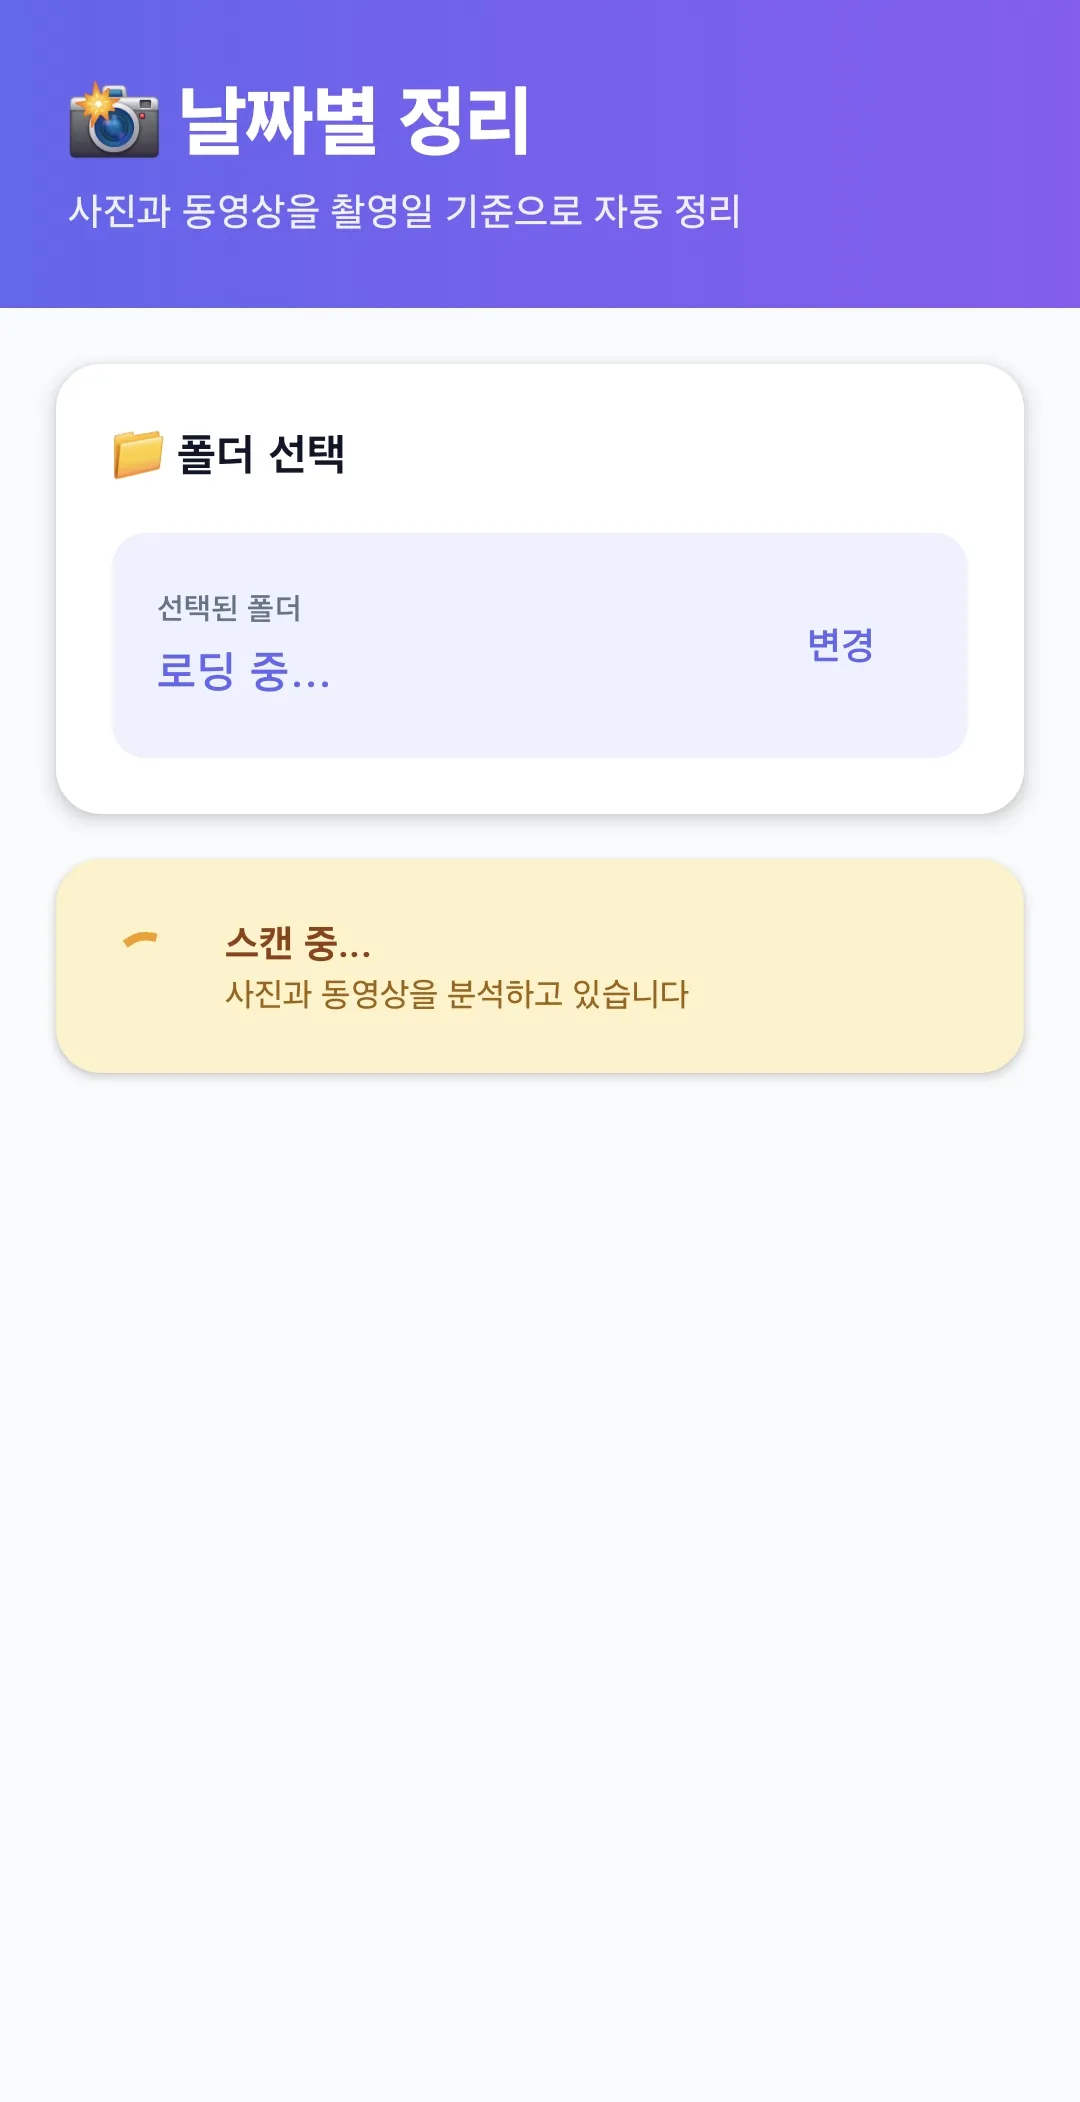 날짜별 정리
사진과 동영상을 촬영일 기준으로 자동 정리
폴더 선택
선택된 폴더
로딩 중...
변경
스캔 중...
사진과 동영상을 분석하고 있습니다